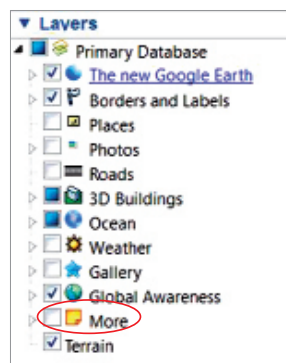 Layers
Primary Database
The new Google Earth
Borders and Labels
Places
Photos
Roads
3D Buildings
Ocean
Weather
Gallery
Global Awareness
More
Terrain